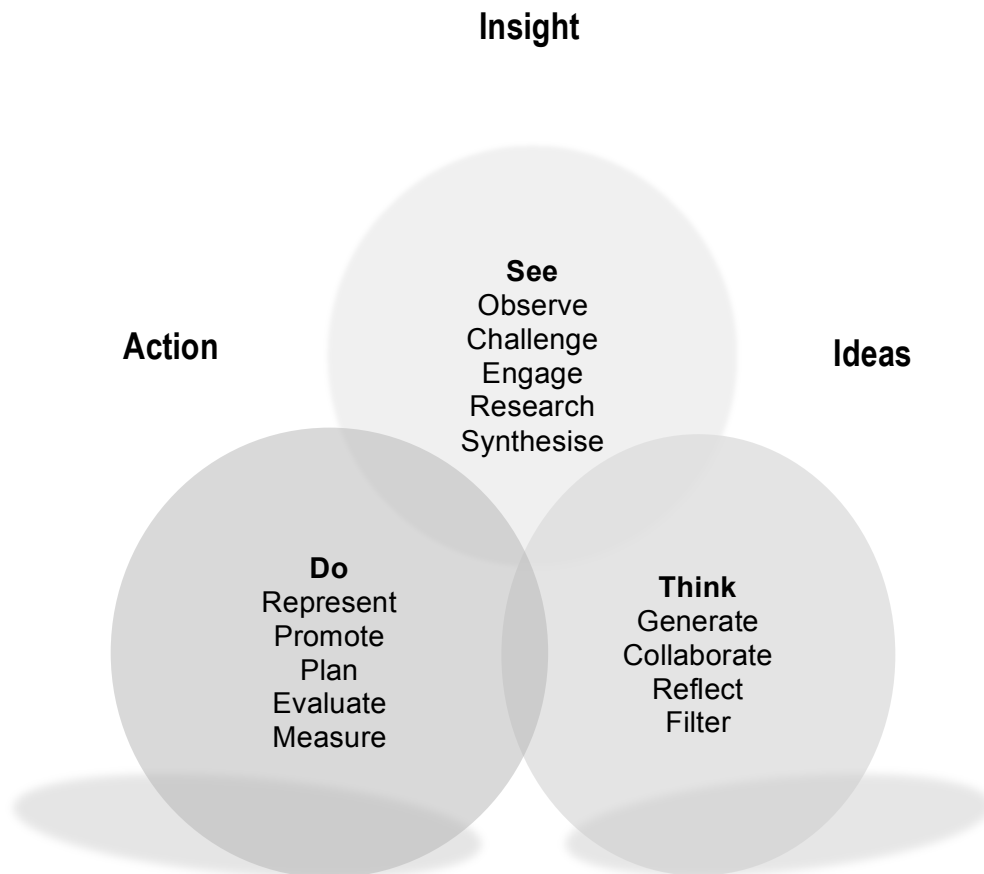 Insight
See
Observe
Challenge
Engage
Research
Synthesise
Action
Ideas
Do
Represent
Promote
Plan
Evaluate
Measure
Think
Generate
Collaborate
Reflect
Filter